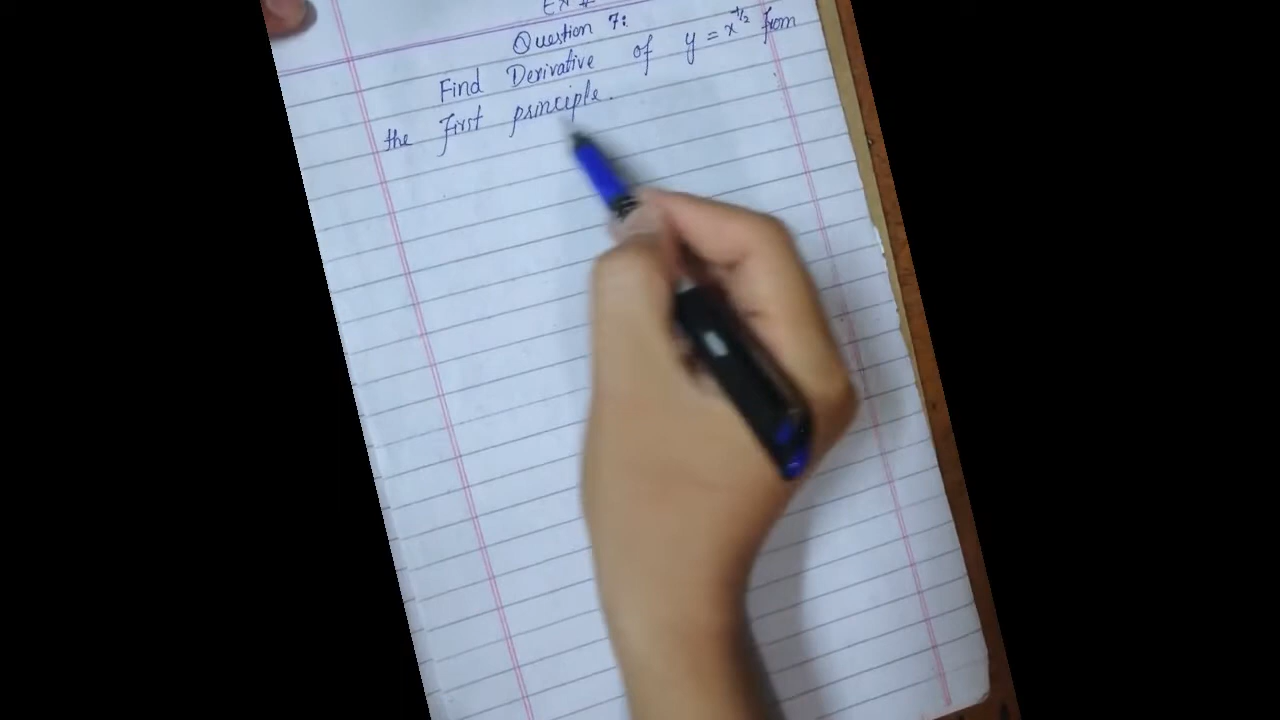 Question 7:
Find Derivative of y = x^1/2 from
the first principle.